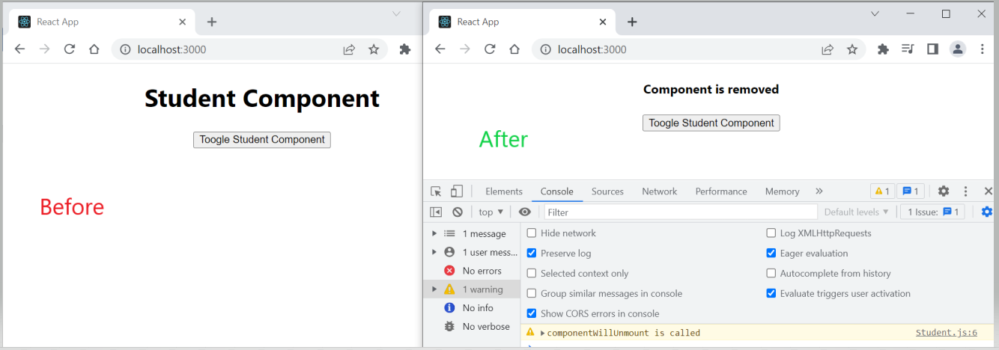 React App
localhost:3000
Student Component
Toogle Student Component
Before
React App
localhost:3000
Component is removed
Toogle Student Component
After
Elements Console Sources Network Performance Memory 1 1
top Filter Default levels 1 Issue: 1
1 message
1 user mess...
No errors
1 warning
No info
No verbose
Hide network Log XMLHttpRequests
Preserve log Eager evaluation
Selected context only Autocomplete from history
Group similar messages in console Evaluate triggers user activation
Show CORS errors in console
componentWillUnmount is called Student.js:6